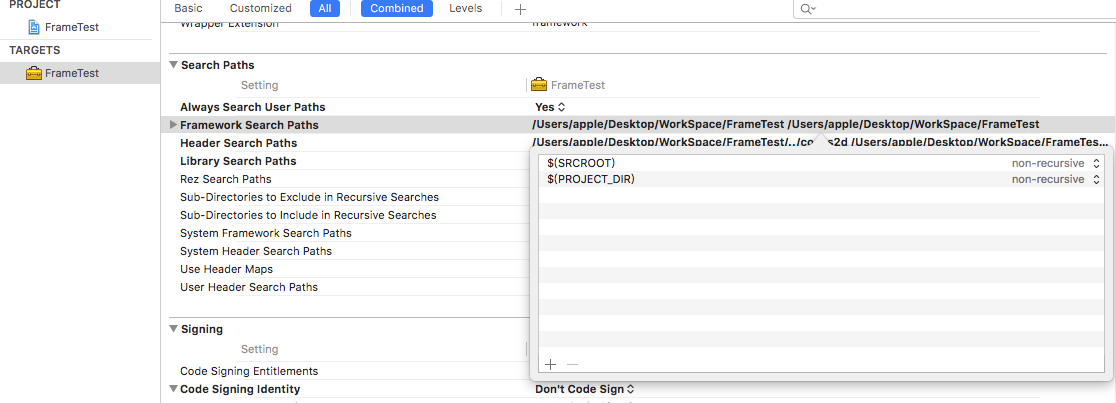 PROJECT
FrameTest
TARGETS
FrameTest
Basic Customized All Combined Levels
Wrapper Extension framework
Search Paths
Setting FrameTest
Always Search User Paths Yes
Framework Search Paths /Users/apple/Desktop/WorkSpace/FrameTest /Users/apple/Desktop/WorkSpace/FrameTest
Header Search Paths /Users/apple/Desktop/WorkSpace/FrameTest/../ /Users/apple/Desktop/WorkSpace/FrameTes...
Library Search Paths
Rez Search Paths
Sub-Directories to Exclude in Recursive Searches
Sub-Directories to Include in Recursive Searches
System Framework Search Paths
System Header Search Paths
Use Header Maps
User Header Search Paths
$(SRCROOT) non-recursive
$(PROJECT_DIR) non-recursive
Signing
Setting
Code Signing Entitlements
Code Signing Identity Don't Code Sign